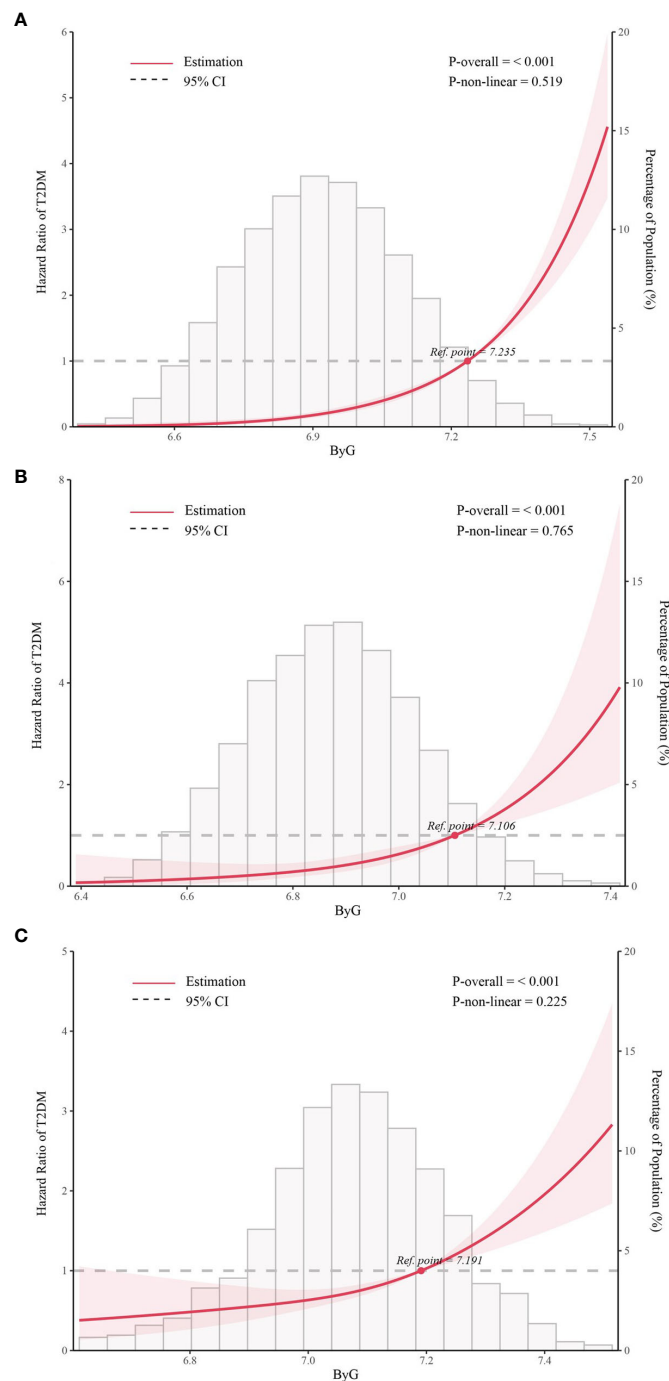 A
Estimation
95% CI
P-overall = < 0.001
P-non-linear = 0.519
Hazard Ratio of T2DM
Percentage of Population (%)
6
5
4
3
2
1
0
20
15
10
5
0
Ref. point = 7.235
6.6 6.9 7.2 7.5
ByG
B
Estimation
95% CI
P-overall = < 0.001
P-non-linear = 0.765
Hazard Ratio of T2DM
Percentage of Population (%)
8
6
4
2
0
20
15
10
5
0
Ref. point = 7.106
6.4 6.6 6.8 7.0 7.2 7.4
ByG
C
Estimation
95% CI
P-overall = < 0.001
P-non-linear = 0.225
Hazard Ratio of T2DM
Percentage of Population (%)
5
4
3
2
1
0
20
15
10
5
0
Ref. point = 7.191
6.8 7.0 7.2 7.4
ByG